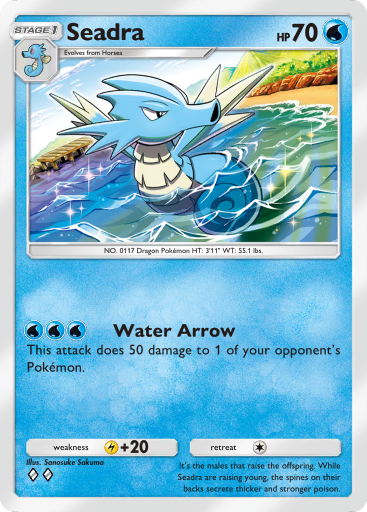 STAGE 1
Seadra
HP 70
Evolves from Horsea
NO. 0117 Dragon Pokémon HT: 3'11" WT: 55.1 lbs.
Water Arrow
This attack does 50 damage to 1 of your opponent's
Pokémon.
weakness +20
retreat
Illus. Sanosuke Sakuma
It's the males that raise the offspring. While
Seadra are raising young, the spines on their
backs secrete thicker and stronger poison.